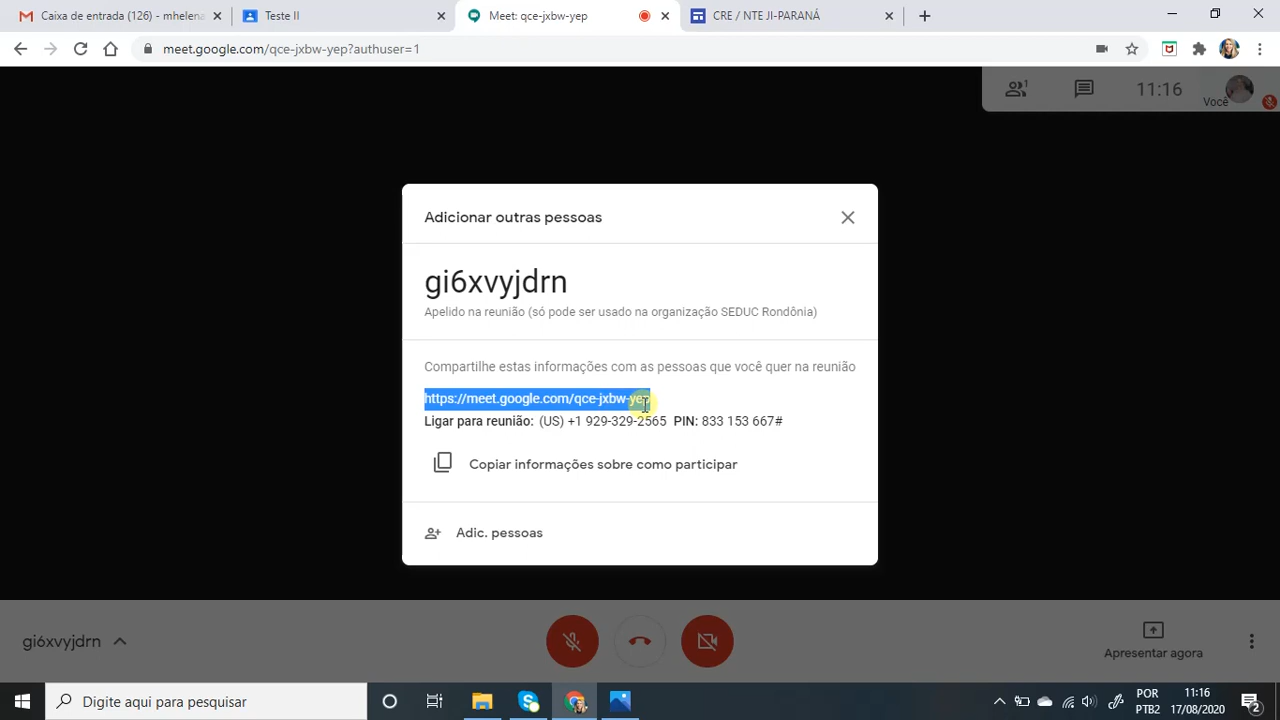 Caixa de entrada (126) - mhelena
Teste II
Meet: qce-jxbw-yep
CRE / NTE JI-PARANÁ
meet.google.com/qce-jxbw-yep?authuser=1
1
11:16
Você
Adicionar outras pessoas
gi6xvyjdrn
Apelido na reunião (só pode ser usado na organização SEDUC Rondônia)
Compartilhe estas informações com as pessoas que você quer na reunião
https://meet.google.com/qce-jxbw-yep
Ligar para reunião: (US) +1 929-329-2565 PIN: 833 153 667#
Copiar informações sobre como participar
Adic. pessoas
gi6xvyjdrn
Apresentar agora
Digite aqui para pesquisar
POR
PTB2
11:16
17/08/2020
2